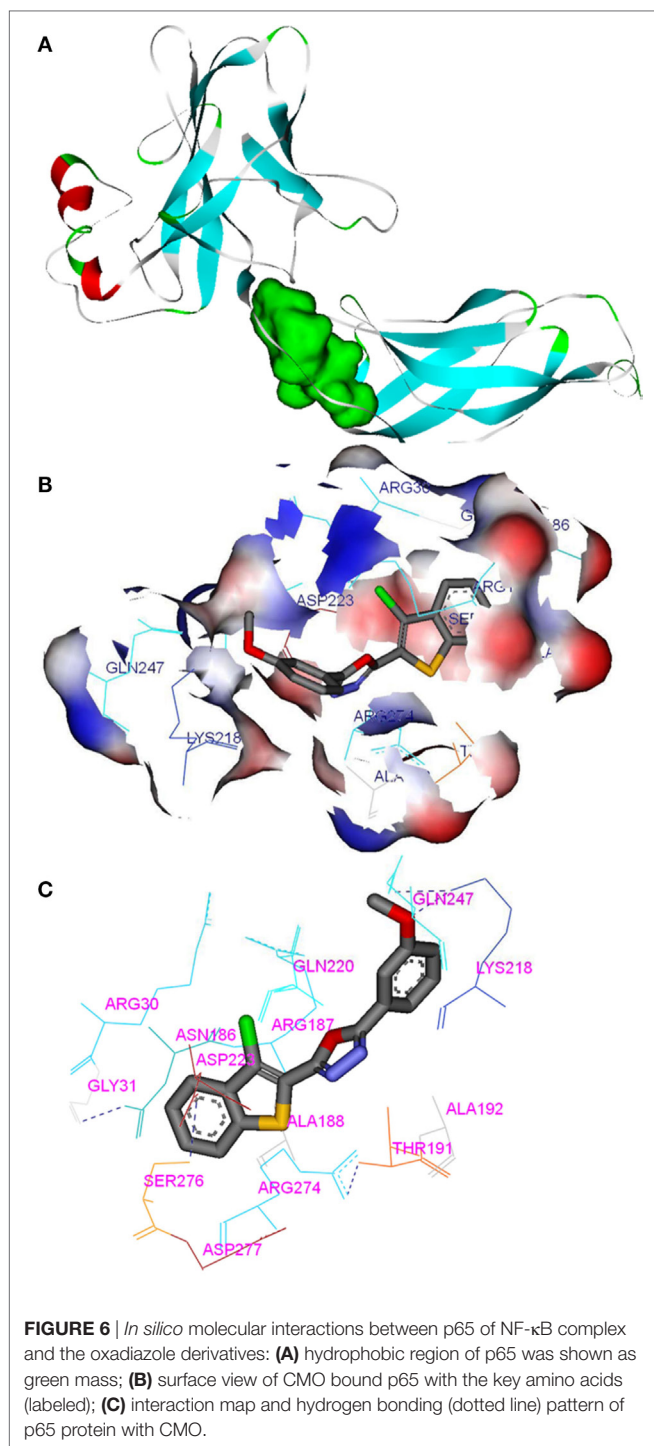 A
B
ARG30
ASP223
GLN247
LYS218
ALA
C
GLN247
GLN220
LYS218
ARG30
ASN186
ARG187
ASP223
GLY31
ALA188
ALA192
THR191
SER276
ARG274
ASP277
FIGURE 6 | In silico molecular interactions between p65 of NF-κB complex
and the oxadiazole derivatives: (A) hydrophobic region of p65 was shown as
green mass; (B) surface view of CMO bound p65 with the key amino acids
(labeled); (C) interaction map and hydrogen bonding (dotted line) pattern of
p65 protein with CMO.